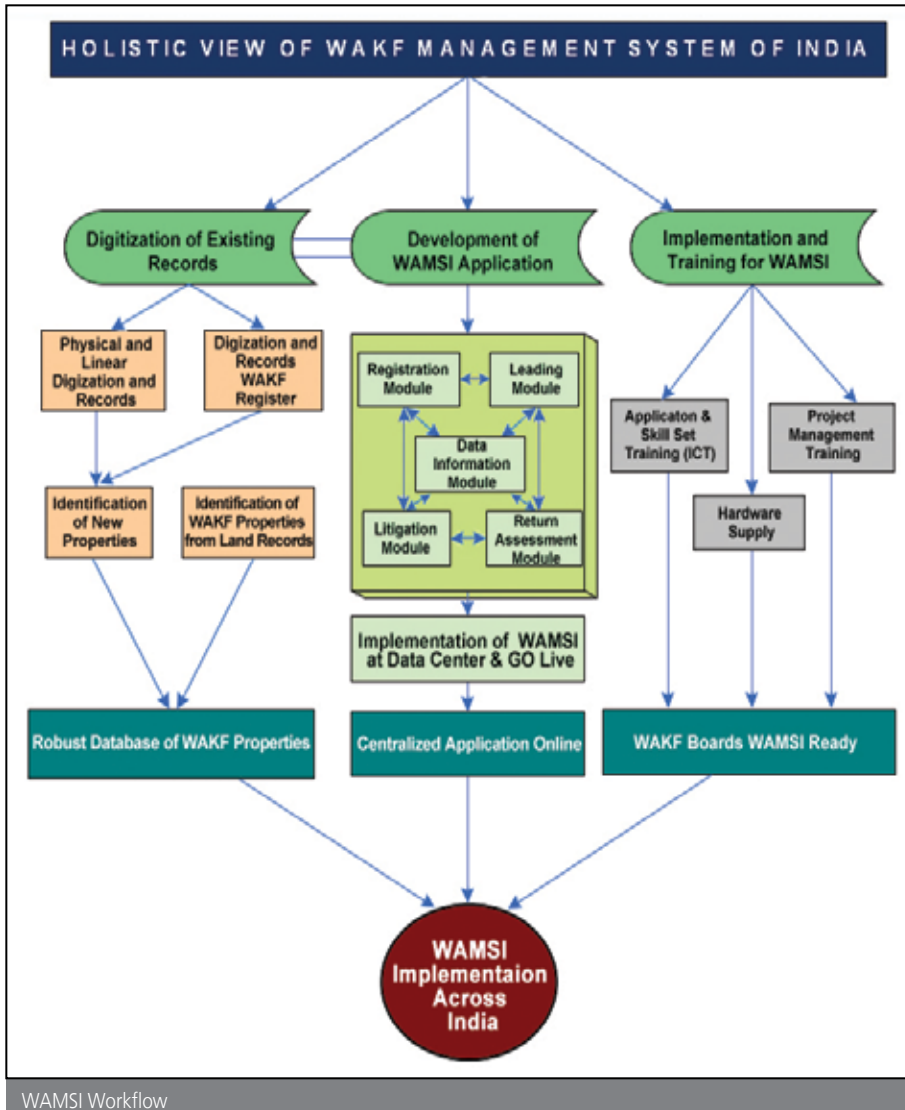 HOLISTIC VIEW OF WAKF MANAGEMENT SYSTEM OF INDIA
Digitization of Existing
Records
Development of
WAMSI Application
Implementation and
Training for WAMSI
Physical and
Linear
Digization and
Records
Digization and
Records
WAKF
Register
Registration
Module
Leading
Module
Data
Information
Module
Litigation
Module
Return
Assessment
Module
Applicaton &
Skill Set
Training (ICT)
Project
Management
Training
Hardware
Supply
Identification
of New
Properties
Identification of
WAKF Properties
from Land Records
Implementation of WAMSI
at Data Center & GO Live
Robust Database of WAKF Properties
Centralized Application Online
WAKF Boards WAMSI Ready
WAMSI
Implementaion
Across
India
WAMSI Workflow